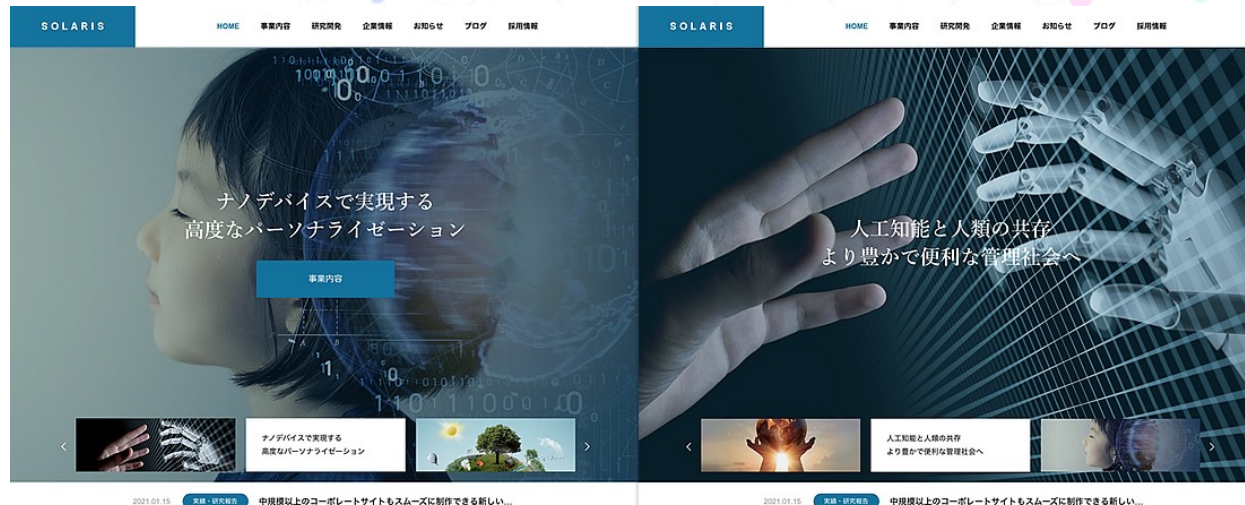 SOLARIS
HOME 事業内容 研究開発 企業情報 お知らせ ブログ 採用情報
ナノデバイスで実現する
高度なパーソナライゼーション
事業内容
ナノデバイスで実現する
高度なパーソナライゼーション
2021.01.15 実績・研究報告 中規模以上のコーポレートサイトもスムーズに制作できる新しい...
SOLARIS
HOME 事業内容 研究開発 企業情報 お知らせ ブログ 採用情報
人工知能と人類の共存
より豊かで便利な管理社会へ
人工知能と人類の共存
より豊かで便利な管理社会へ
2021.01.15 実績・研究報告 中規模以上のコーポレートサイトもスムーズに制作できる新しい...